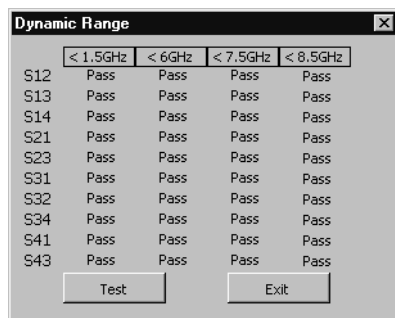 Dynamic Range
< 1.5GHz < 6GHz < 7.5GHz < 8.5GHz
S12 Pass Pass Pass Pass
S13 Pass Pass Pass Pass
S14 Pass Pass Pass Pass
S21 Pass Pass Pass Pass
S23 Pass Pass Pass Pass
S31 Pass Pass Pass Pass
S32 Pass Pass Pass Pass
S34 Pass Pass Pass Pass
S41 Pass Pass Pass Pass
S43 Pass Pass Pass Pass
Test Exit